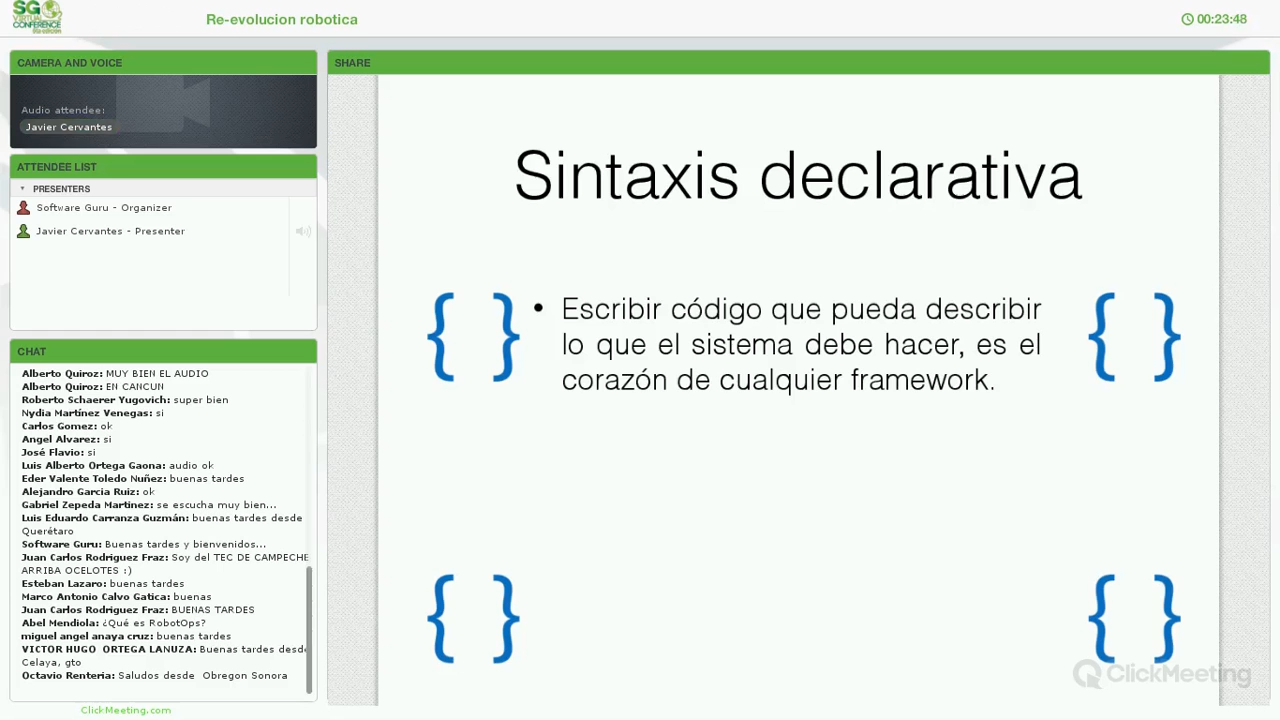 SG
VIRTUAL
CONFERENCE
Re-evolucion robotica
00:23:48
CAMERA AND VOICE
Audio attendee:
Javier Cervantes
ATTENDEE LIST
PRESENTERS
Software Guru - Organizer
Javier Cervantes - Presenter
CHAT
Alberto Quiroz: MUY BIEN EL AUDIO
Alberto Quiroz: EN CANCUN
Roberto Schaerer Yugovich: super bien
Nydia Martínez Venegas: si
Carlos Gomez: ok
Angel Alvarez: si
José Flavio: si
Luis Alberto Ortega Gaona: audio ok
Eder Valente Toledo Nuñez: buenas tardes
Alejandro Garcia Ruiz: ok
Gabriel Zepeda Martinez: se escucha muy bien...
Luis Eduardo Carranza Guzmán: buenas tardes desde
Querétaro
Software Guru: Buenas tardes y bienvenidos...
Juan Carlos Rodriguez Fraz: Soy del TEC DE CAMPECHE
ARRIBA OCELOTES :)
Esteban Lazaro: buenas tardes
Marco Antonio Calvo Gatica: buenas
Juan Carlos Rodriguez Fraz: BUENAS TARDES
Abel Mendiola: ¿Qué es RobotOps?
miguel angel anaya cruz: buenas tardes
VICTOR HUGO ORTEGA LANUZA: Buenas tardes desde
Celaya, gto
Octavio Renteria: Saludos desde Obregon Sonora
ClickMeeting.com
SHARE
Sintaxis declarativa
{ } { }
• Escribir código que pueda describir
lo que el sistema debe hacer, es el
corazón de cualquier framework.
{ } { }
ClickMeeting